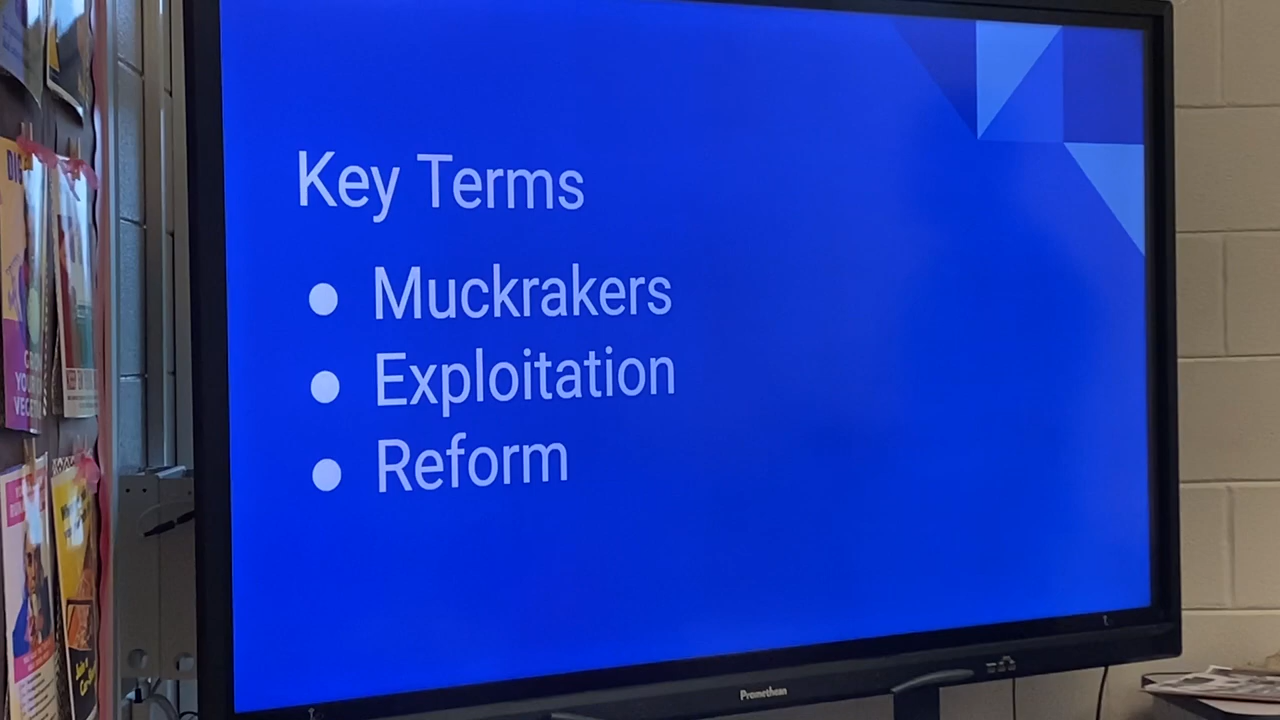 Key Terms
● Muckrakers
● Exploitation
● Reform
Promethean